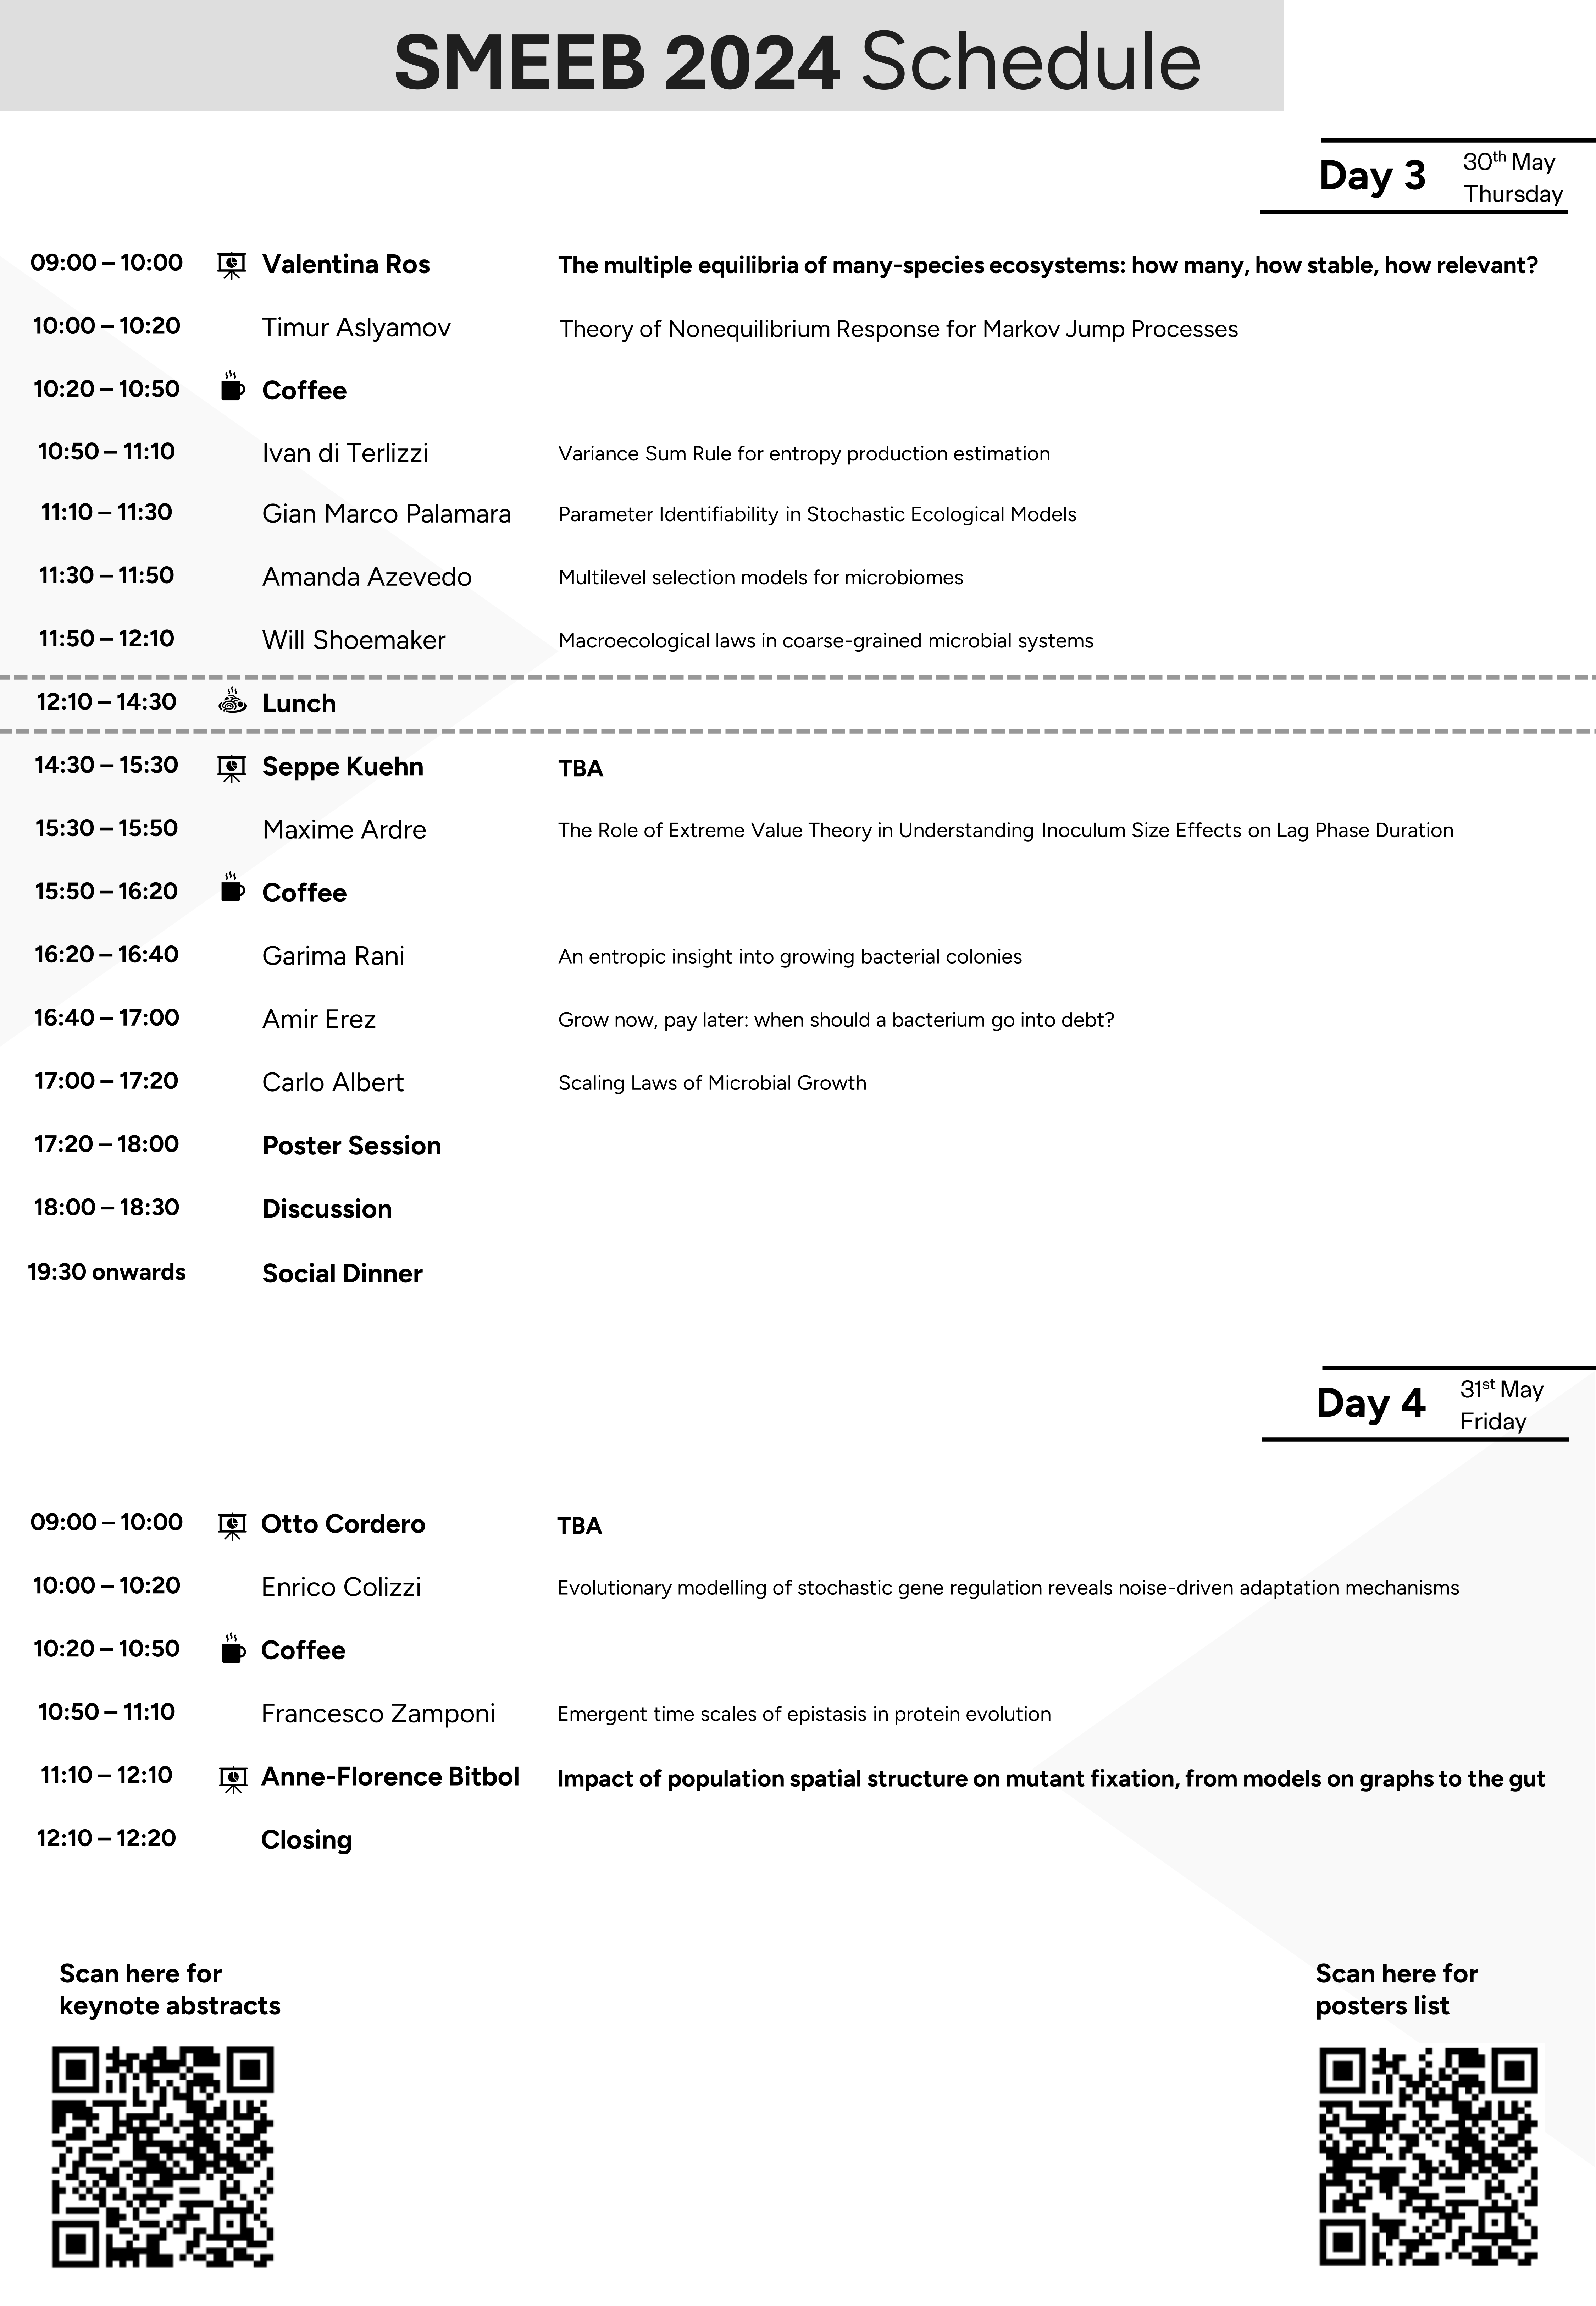 SMEEB 2024 Schedule
Day 3 30th May
Thursday
09:00 – 10:00 Valentina Ros The multiple equilibria of many-species ecosystems: how many, how stable, how relevant?
10:00 – 10:20 Timur Aslyamov Theory of Nonequilibrium Response for Markov Jump Processes
10:20 – 10:50 Coffee
10:50 – 11:10 Ivan di Terlizzi Variance Sum Rule for entropy production estimation
11:10 – 11:30 Gian Marco Palamara Parameter Identifiability in Stochastic Ecological Models
11:30 – 11:50 Amanda Azevedo Multilevel selection models for microbiomes
11:50 – 12:10 Will Shoemaker Macroecological laws in coarse-grained microbial systems
12:10 – 14:30 Lunch
14:30 – 15:30 Seppe Kuehn TBA
15:30 – 15:50 Maxime Ardre The Role of Extreme Value Theory in Understanding Inoculum Size Effects on Lag Phase Duration
15:50 – 16:20 Coffee
16:20 – 16:40 Garima Rani An entropic insight into growing bacterial colonies
16:40 – 17:00 Amir Erez Grow now, pay later: when should a bacterium go into debt?
17:00 – 17:20 Carlo Albert Scaling Laws of Microbial Growth
17:20 – 18:00 Poster Session
18:00 – 18:30 Discussion
19:30 onwards Social Dinner
Day 4 31st May
Friday
09:00 – 10:00 Otto Cordero TBA
10:00 – 10:20 Enrico Colizzi Evolutionary modelling of stochastic gene regulation reveals noise-driven adaptation mechanisms
10:20 – 10:50 Coffee
10:50 – 11:10 Francesco Zamponi Emergent time scales of epistasis in protein evolution
11:10 – 12:10 Anne-Florence Bitbol Impact of population spatial structure on mutant fixation, from models on graphs to the gut
12:10 – 12:20 Closing
Scan here for
keynote abstracts
Scan here for
posters list